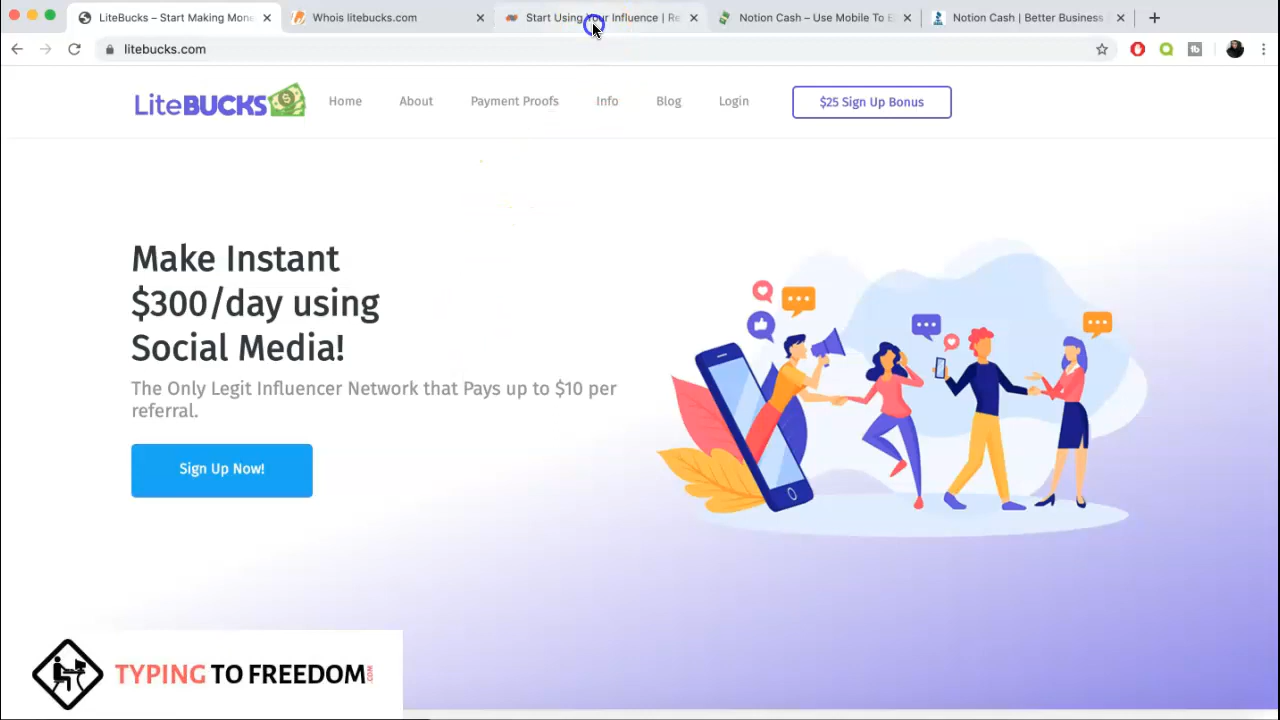 LiteBucks – Start Making Mone
Whois litebucks.com
Start Using Your Influence | Re
Notion Cash – Use Mobile To E
Notion Cash | Better Business
litebucks.com
LiteBUCKS
Home
About
Payment Proofs
Info
Blog
Login
$25 Sign Up Bonus
Make Instant
$300/day using
Social Media!
The Only Legit Influencer Network that Pays up to $10 per
referral.
Sign Up Now!
TYPING TO FREEDOM.COM